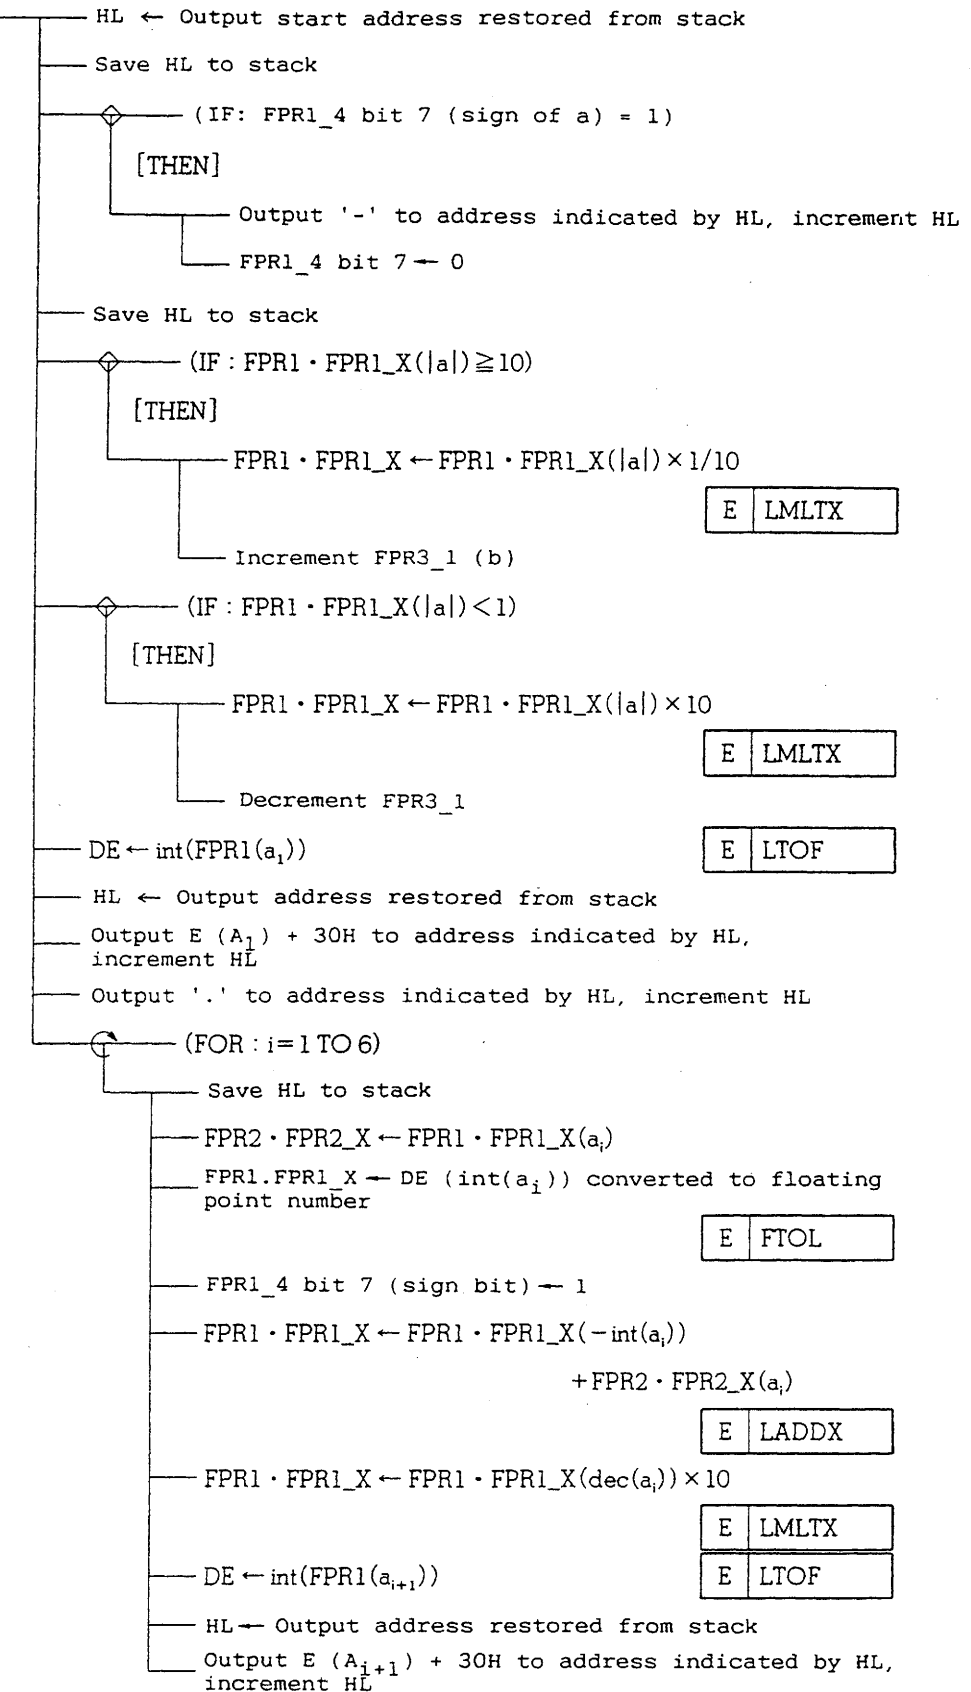 HL ← Output start address restored from stack
Save HL to stack
(IF: FPR1_4 bit 7 (sign of a) = 1)
[THEN]
Output '-' to address indicated by HL, increment HL
FPR1_4 bit 7 ← 0
Save HL to stack
(IF : FPR1 · FPR1_X(|a|) ≧ 10)
[THEN]
FPR1 · FPR1_X ← FPR1 · FPR1_X(|a|) × 1/10
E LMLTX
Increment FPR3_1 (b)
(IF : FPR1 · FPR1_X(|a|) < 1)
[THEN]
FPR1 · FPR1_X ← FPR1 · FPR1_X(|a|) × 10
E LMLTX
Decrement FPR3_1
DE ← int(FPR1(a₁))
E LTOF
HL ← Output address restored from stack
Output E (A₁) + 30H to address indicated by HL,
increment HL
Output '.' to address indicated by HL, increment HL
(FOR : i = 1 TO 6)
Save HL to stack
FPR2 · FPR2_X ← FPR1 · FPR1_X(aᵢ)
FPR1.FPR1_X ← DE (int(aᵢ)) converted to floating
point number
E FTOL
FPR1_4 bit 7 (sign bit) ← 1
FPR1 · FPR1_X ← FPR1 · FPR1_X(−int(aᵢ))
+FPR2 · FPR2_X(aᵢ)
E LADDX
FPR1 · FPR1_X ← FPR1 · FPR1_X(dec(aᵢ)) × 10
E LMLTX
DE ← int(FPR1(aᵢ₊₁))
E LTOF
HL ← Output address restored from stack
Output E (Aᵢ₊₁) + 30H to address indicated by HL,
increment HL